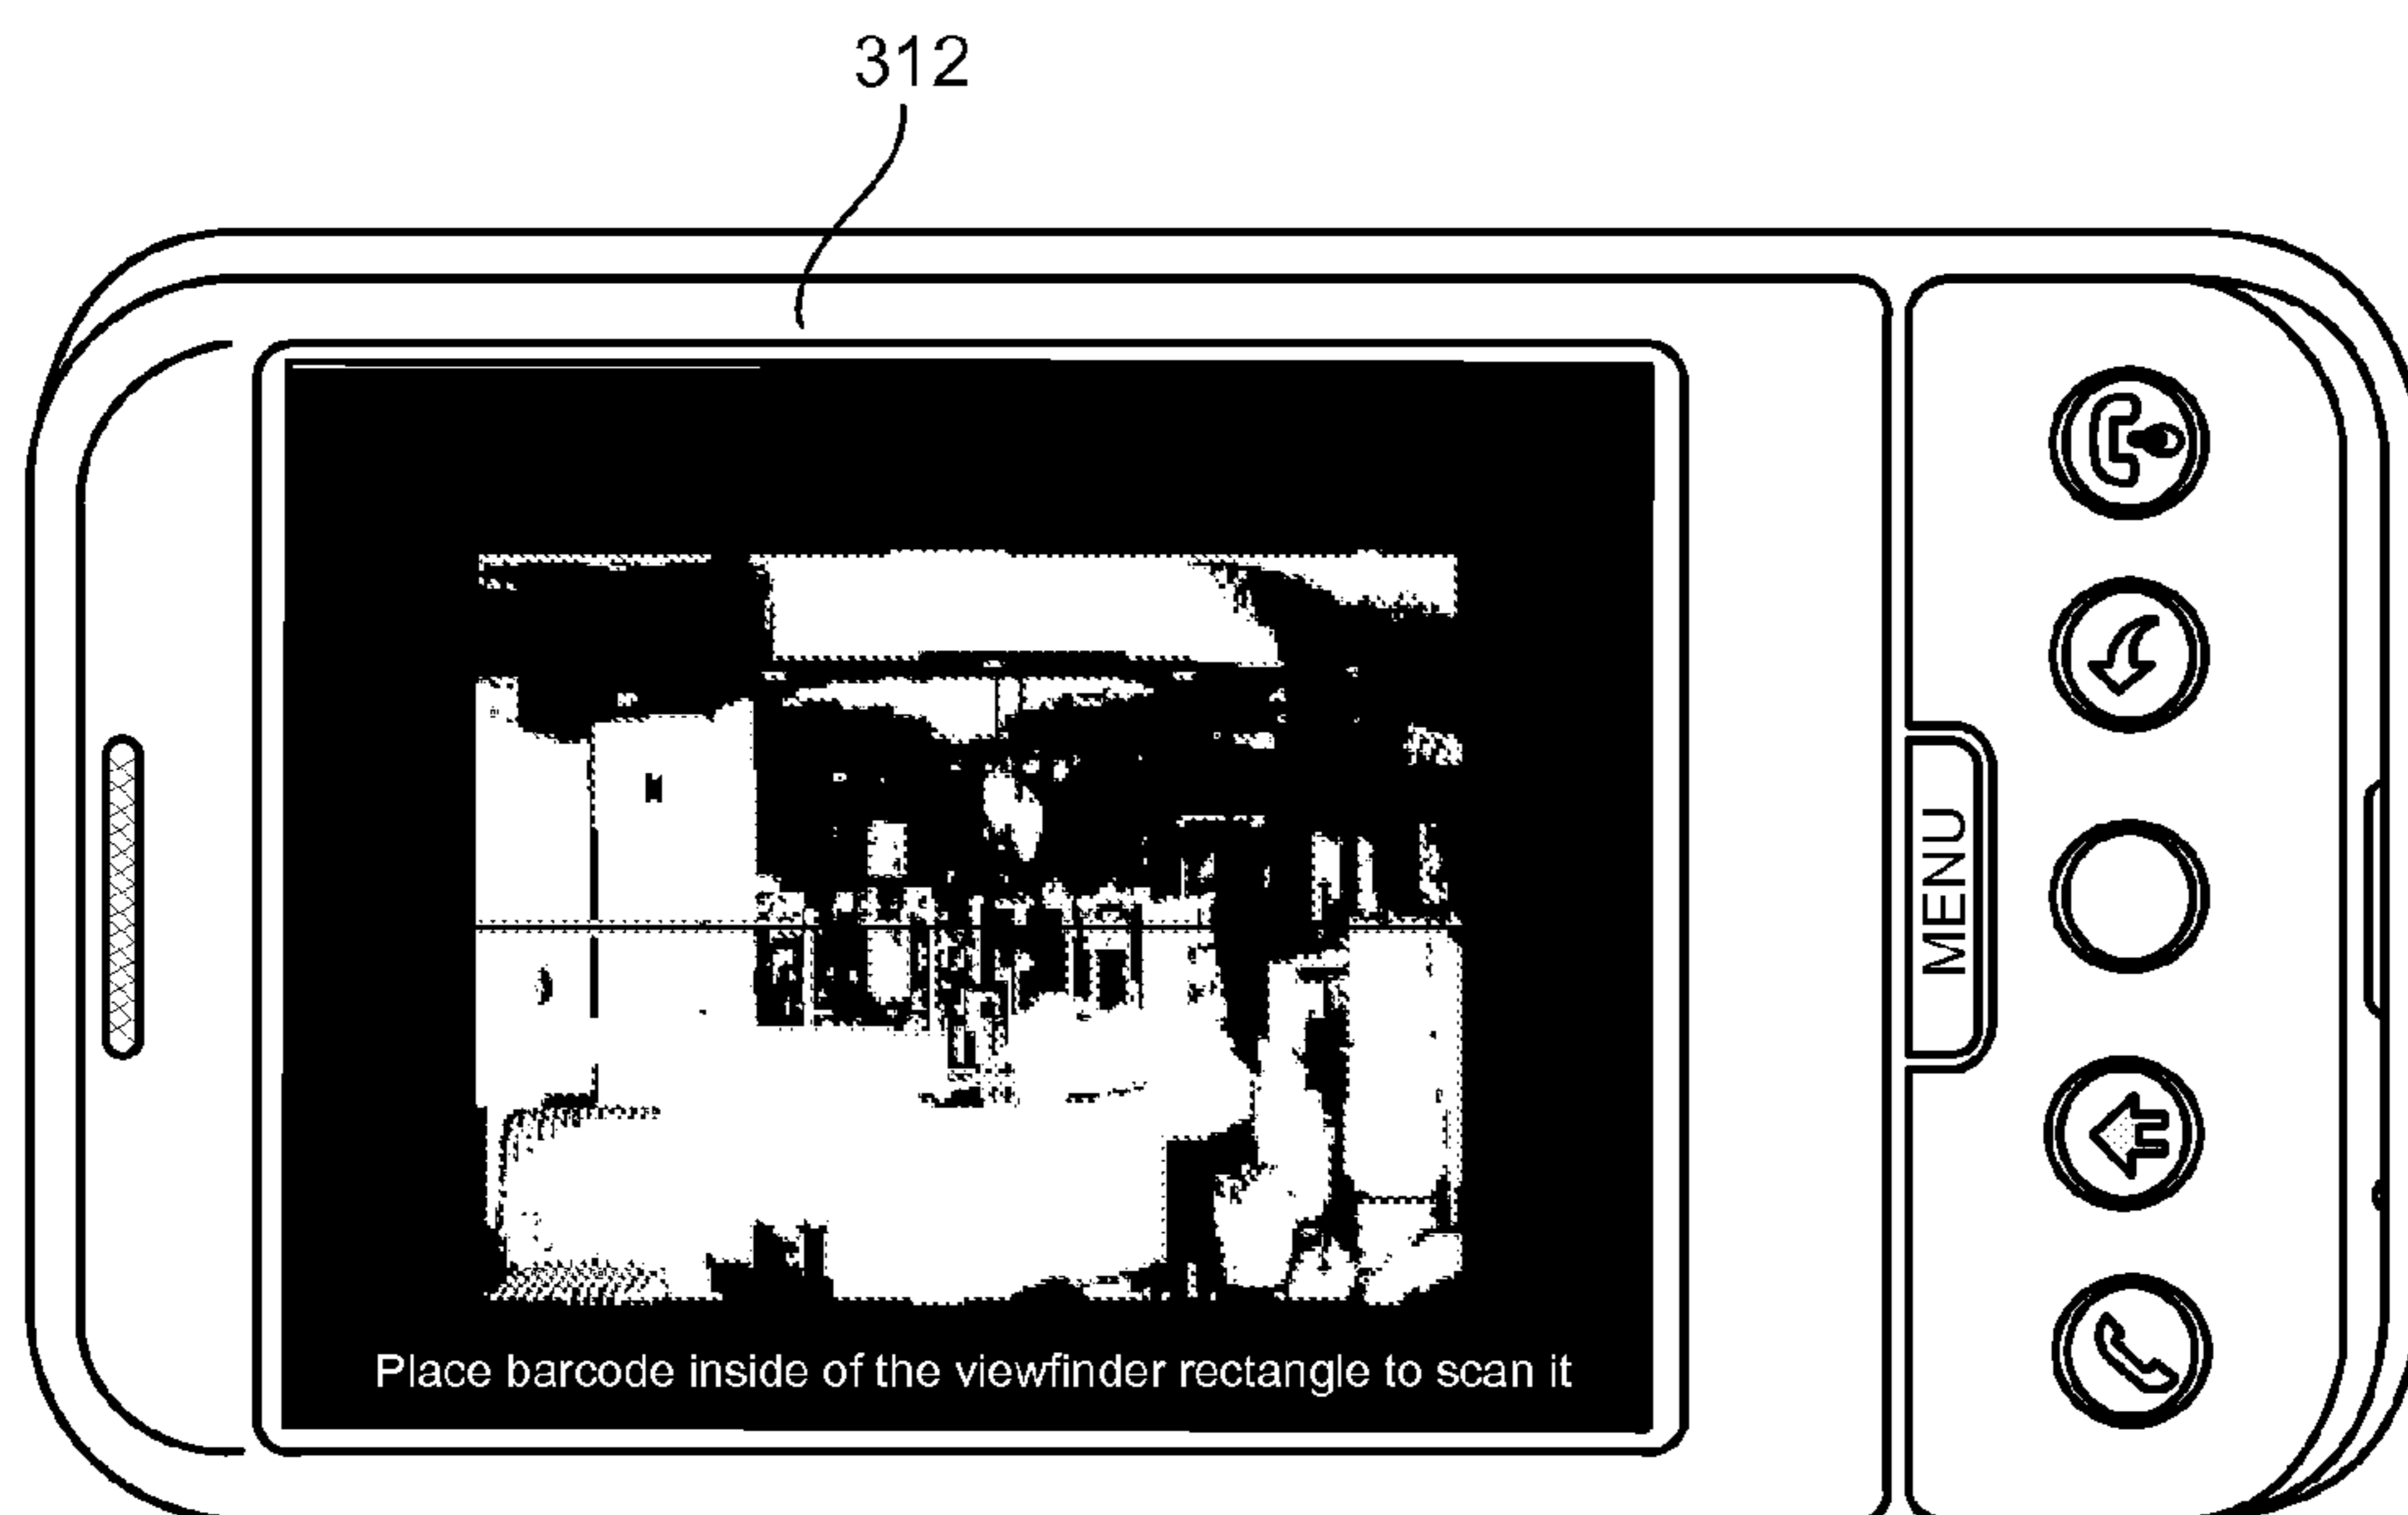 312
MENU
Place barcode inside of the viewfinder rectangle to scan it